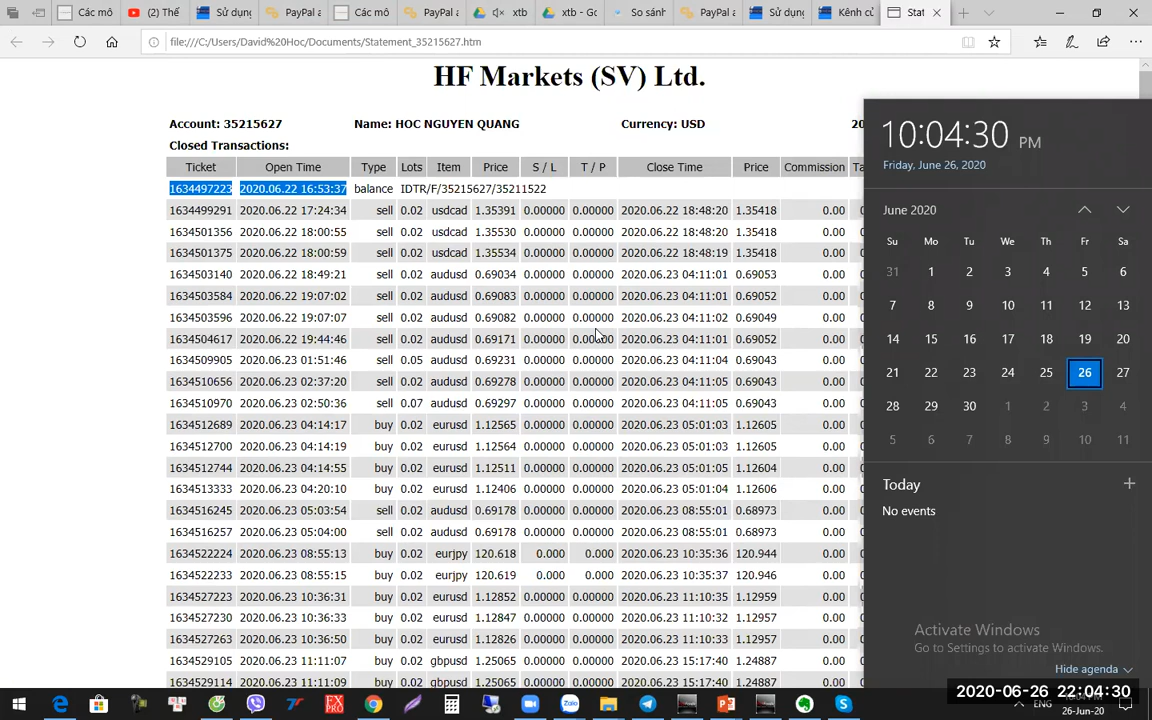 Các mô
(2) Thế
Sử dụng
PayPal a
Các mô
PayPal a
xtb
xtb - Go
So sánh
PayPal a
Sử dụng
Kênh củ
Stat
file:///C:/Users/David%20Hoc/Documents/Statement_35215627.htm
HF Markets (SV) Ltd.
Account: 35215627 Name: HOC NGUYEN QUANG Currency: USD 20
Closed Transactions:
Ticket Open Time Type Lots Item Price S / L T / P Close Time Price Commission Ta
1634497223 2020.06.22 16:53:37 balance IDTR/F/35215627/35211522
1634499291 2020.06.22 17:24:34 sell 0.02 usdcad 1.35391 0.00000 0.00000 2020.06.22 18:48:20 1.35418 0.00
1634501356 2020.06.22 18:00:55 sell 0.02 usdcad 1.35530 0.00000 0.00000 2020.06.22 18:48:20 1.35418 0.00
1634501375 2020.06.22 18:00:59 sell 0.02 usdcad 1.35534 0.00000 0.00000 2020.06.22 18:48:19 1.35418 0.00
1634503140 2020.06.22 18:49:21 sell 0.02 audusd 0.69034 0.00000 0.00000 2020.06.23 04:11:01 0.69053 0.00
1634503584 2020.06.22 19:07:02 sell 0.02 audusd 0.69083 0.00000 0.00000 2020.06.23 04:11:01 0.69052 0.00
1634503596 2020.06.22 19:07:07 sell 0.02 audusd 0.69082 0.00000 0.00000 2020.06.23 04:11:02 0.69049 0.00
1634504617 2020.06.22 19:44:46 sell 0.02 audusd 0.69171 0.00000 0.00000 2020.06.23 04:11:01 0.69052 0.00
1634509905 2020.06.23 01:51:46 sell 0.05 audusd 0.69231 0.00000 0.00000 2020.06.23 04:11:04 0.69043 0.00
1634510656 2020.06.23 02:37:20 sell 0.02 audusd 0.69278 0.00000 0.00000 2020.06.23 04:11:05 0.69043 0.00
1634510970 2020.06.23 02:50:36 sell 0.07 audusd 0.69297 0.00000 0.00000 2020.06.23 04:11:05 0.69043 0.00
1634512689 2020.06.23 04:14:17 buy 0.02 eurusd 1.12565 0.00000 0.00000 2020.06.23 05:01:03 1.12605 0.00
1634512700 2020.06.23 04:14:19 buy 0.02 eurusd 1.12564 0.00000 0.00000 2020.06.23 05:01:03 1.12605 0.00
1634512744 2020.06.23 04:14:55 buy 0.02 eurusd 1.12511 0.00000 0.00000 2020.06.23 05:01:05 1.12604 0.00
1634513333 2020.06.23 04:20:10 buy 0.02 eurusd 1.12406 0.00000 0.00000 2020.06.23 05:01:04 1.12606 0.00
1634516245 2020.06.23 05:03:54 sell 0.02 audusd 0.69178 0.00000 0.00000 2020.06.23 08:55:01 0.68973 0.00
1634516257 2020.06.23 05:04:00 sell 0.02 audusd 0.69178 0.00000 0.00000 2020.06.23 08:55:01 0.68973 0.00
1634522224 2020.06.23 08:55:13 buy 0.02 eurjpy 120.618 0.000 0.000 2020.06.23 10:35:36 120.944 0.00
1634522233 2020.06.23 08:55:15 buy 0.02 eurjpy 120.619 0.000 0.000 2020.06.23 10:35:37 120.946 0.00
1634527223 2020.06.23 10:36:31 buy 0.02 eurusd 1.12852 0.00000 0.00000 2020.06.23 11:10:35 1.12959 0.00
1634527230 2020.06.23 10:36:33 buy 0.02 eurusd 1.12847 0.00000 0.00000 2020.06.23 11:10:32 1.12957 0.00
1634527263 2020.06.23 10:36:50 buy 0.02 eurusd 1.12826 0.00000 0.00000 2020.06.23 11:10:33 1.12957 0.00
1634529105 2020.06.23 11:11:07 buy 0.02 gbpusd 1.25065 0.00000 0.00000 2020.06.23 15:17:40 1.24887 0.00
1634529114 2020.06.23 11:11:09 buy 0.02 gbpusd 1.25061 0.00000 0.00000 2020.06.23 15:17:41 1.24887 0.00
10:04:30 PM
Friday, June 26, 2020
June 2020
Su Mo Tu We Th Fr Sa
31 1 2 3 4 5 6
7 8 9 10 11 12 13
14 15 16 17 18 19 20
21 22 23 24 25 26 27
28 29 30 1 2 3 4
5 6 7 8 9 10 11
Today
No events
Activate Windows
Go to Settings to activate Windows.
Hide agenda
2020-06-26 22:04:30
ENG
26-Jun-20